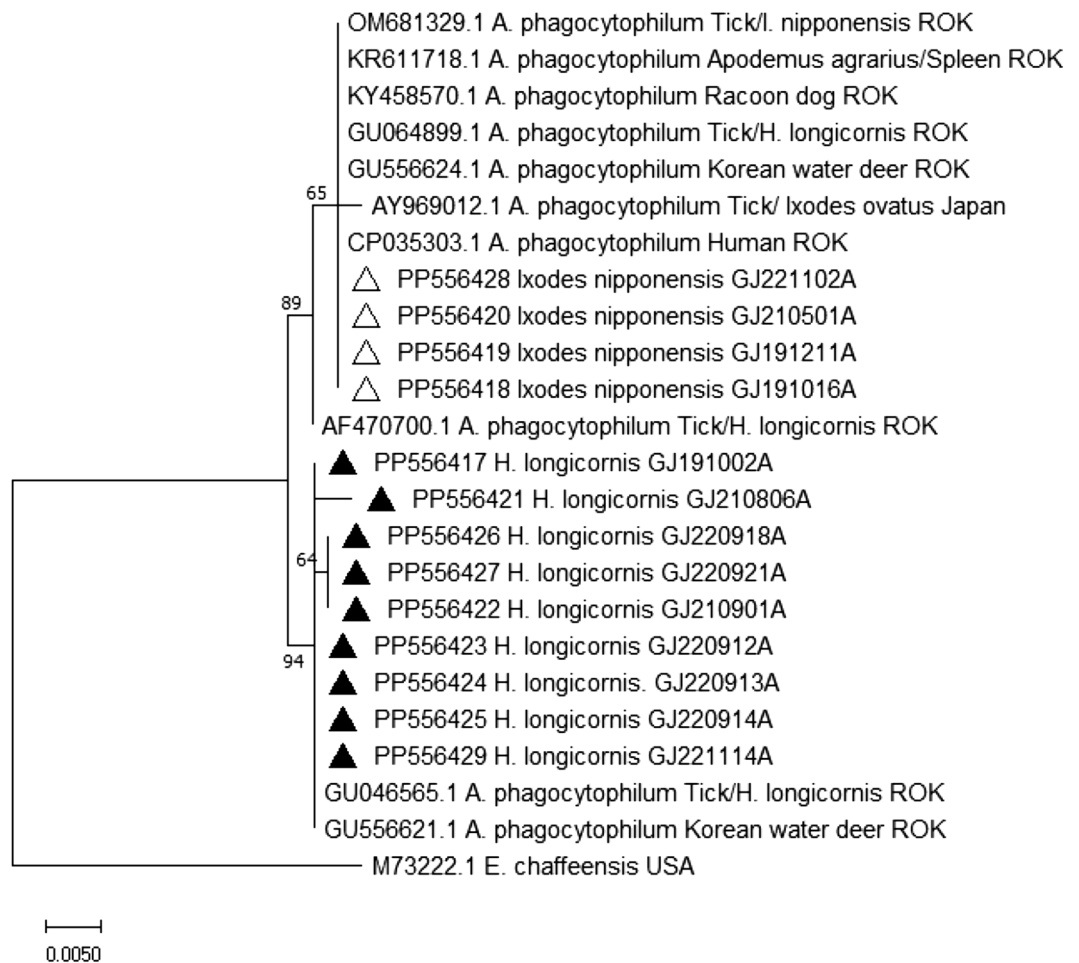 OM681329.1 A. phagocytophilum Tick/I. nipponensis ROK
KR611718.1 A. phagocytophilum Apodemus agrarius/Spleen ROK
KY458570.1 A. phagocytophilum Racoon dog ROK
GU064899.1 A. phagocytophilum Tick/H. longicornis ROK
GU556624.1 A. phagocytophilum Korean water deer ROK
65
AY969012.1 A. phagocytophilum Tick/ Ixodes ovatus Japan
CP035303.1 A. phagocytophilum Human ROK
PP556428 Ixodes nipponensis GJ221102A
89
PP556420 Ixodes nipponensis GJ210501A
PP556419 Ixodes nipponensis GJ191211A
PP556418 Ixodes nipponensis GJ191016A
AF470700.1 A. phagocytophilum Tick/H. longicornis ROK
PP556417 H. longicornis GJ191002A
PP556421 H. longicornis GJ210806A
PP556426 H. longicornis GJ220918A
64
PP556427 H. longicornis GJ220921A
PP556422 H. longicornis GJ210901A
PP556423 H. longicornis GJ220912A
94
PP556424 H. longicornis. GJ220913A
PP556425 H. longicornis GJ220914A
PP556429 H. longicornis GJ221114A
GU046565.1 A. phagocytophilum Tick/H. longicornis ROK
GU556621.1 A. phagocytophilum Korean water deer ROK
M73222.1 E. chaffeensis USA
0.0050